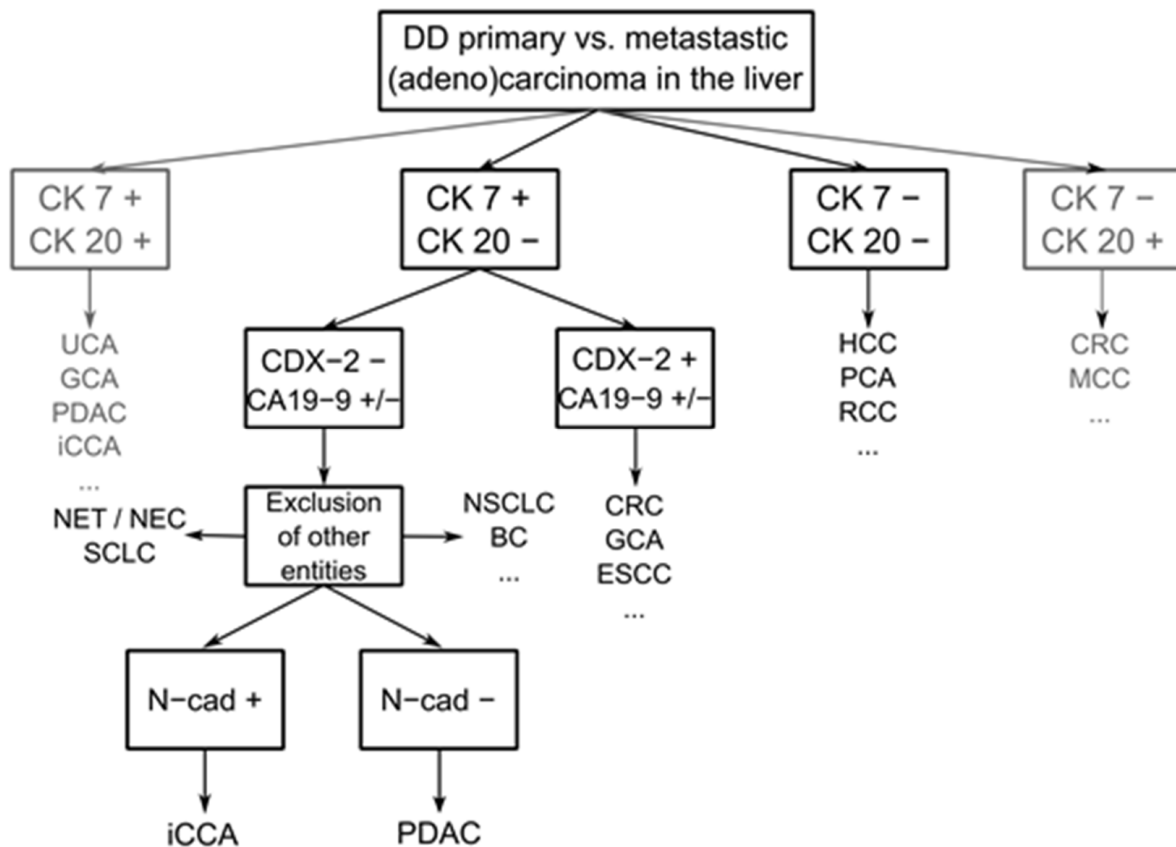 DD primary vs. metastastic
(adeno)carcinoma in the liver
CK 7 +
CK 20 +
CK 7 +
CK 20 −
CK 7 −
CK 20 −
CK 7 −
CK 20 +
UCA
GCA
PDAC
iCCA
...
CDX−2 −
CA19−9 +/−
CDX−2 +
CA19−9 +/−
HCC
PCA
RCC
...
CRC
MCC
...
NET / NEC
SCLC
Exclusion
of other
entities
NSCLC
BC
...
CRC
GCA
ESCC
...
N−cad +
N−cad −
iCCA
PDAC